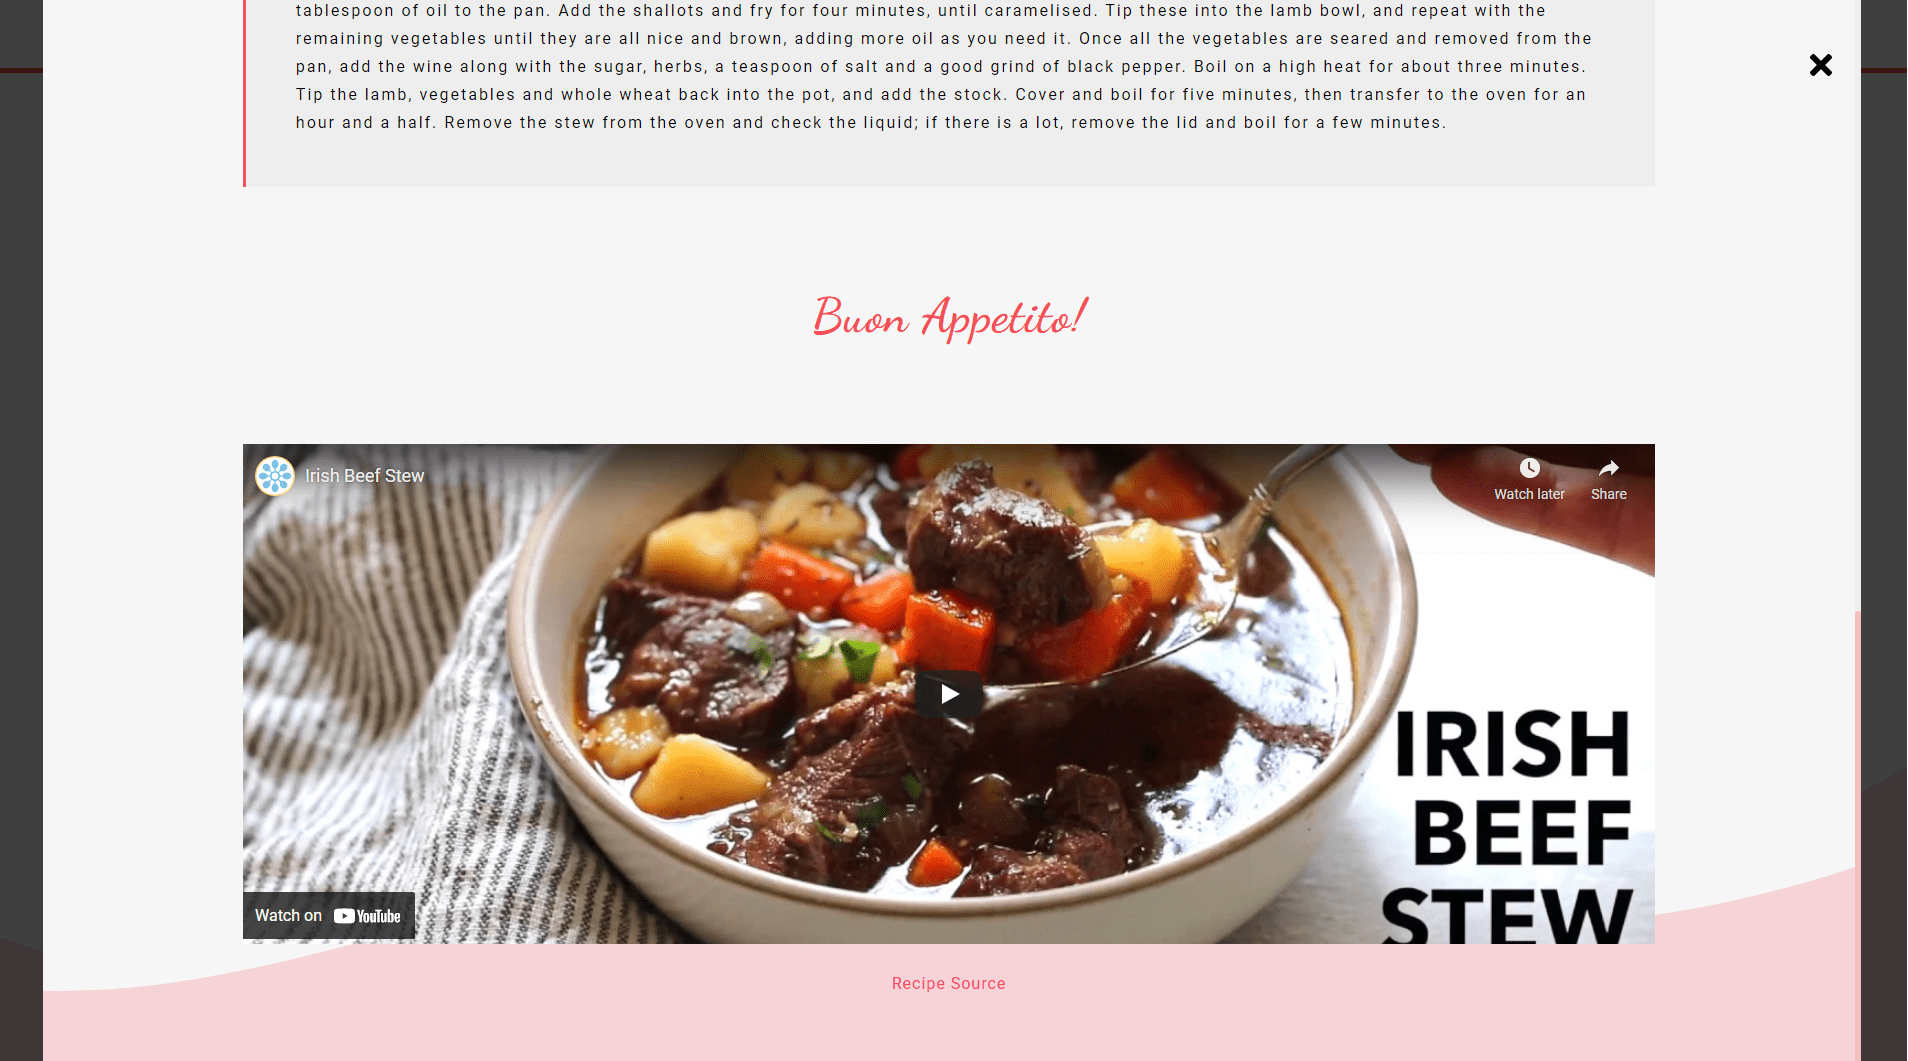 tablespoon of oil to the pan. Add the shallots and fry for four minutes, until caramelised. Tip these into the lamb bowl, and repeat with the
remaining vegetables until they are all nice and brown, adding more oil as you need it. Once all the vegetables are seared and removed from the
pan, add the wine along with the sugar, herbs, a teaspoon of salt and a good grind of black pepper. Boil on a high heat for about three minutes.
Tip the lamb, vegetables and whole wheat back into the pot, and add the stock. Cover and boil for five minutes, then transfer to the oven for an
hour and a half. Remove the stew from the oven and check the liquid; if there is a lot, remove the lid and boil for a few minutes.
Buon Appetito!
Irish Beef Stew
Watch later
Share
IRISH
BEEF
STEW
Watch on YouTube
Recipe Source